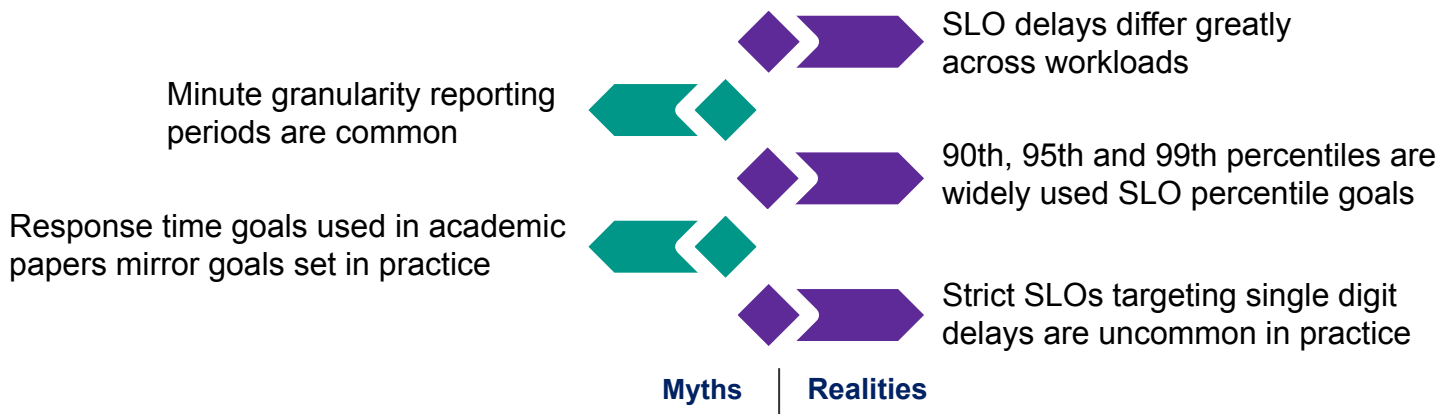 SLO delays differ greatly
across workloads
Minute granularity reporting
periods are common
90th, 95th and 99th percentiles are
widely used SLO percentile goals
Response time goals used in academic
papers mirror goals set in practice
Strict SLOs targeting single digit
delays are uncommon in practice
Myths
Realities